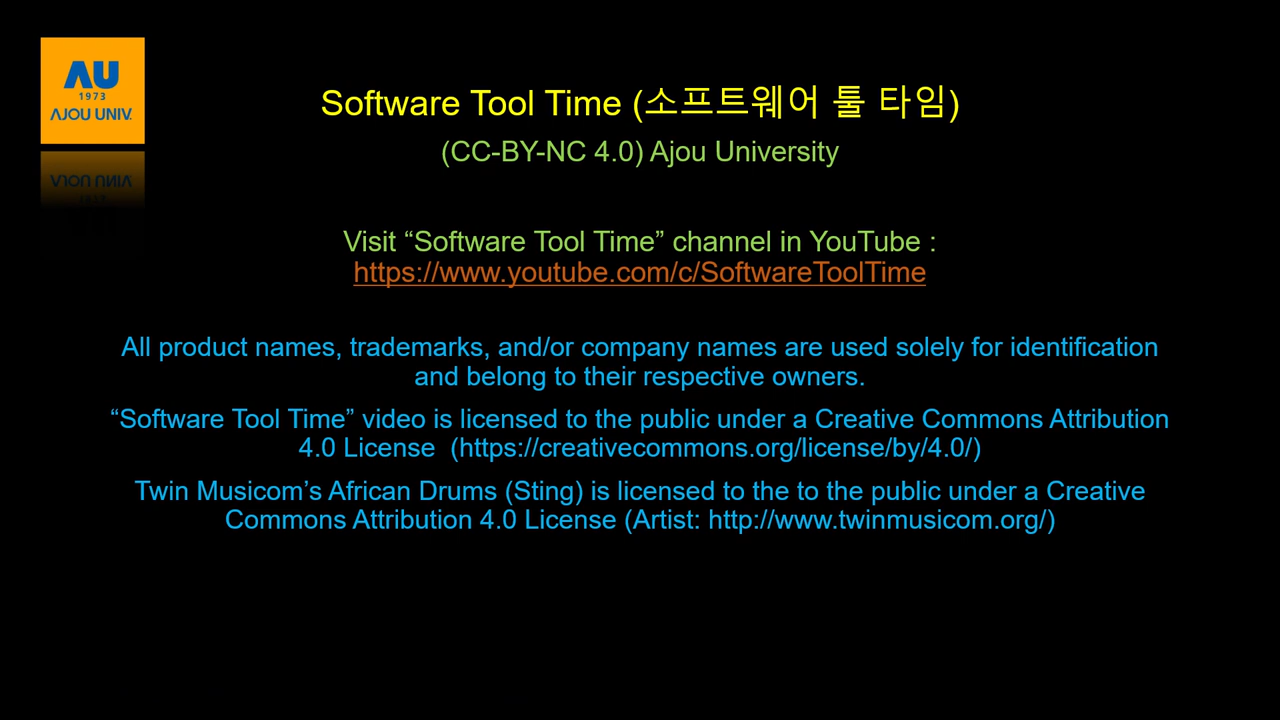 AU
1973
AJOU UNIV.
Software Tool Time (소프트웨어 툴 타임)
(CC-BY-NC 4.0) Ajou University
Visit “Software Tool Time” channel in YouTube :
https://www.youtube.com/c/SoftwareToolTime
All product names, trademarks, and/or company names are used solely for identification
and belong to their respective owners.
“Software Tool Time” video is licensed to the public under a Creative Commons Attribution
4.0 License  (https://creativecommons.org/license/by/4.0/)
Twin Musicom’s African Drums (Sting) is licensed to the to the public under a Creative
Commons Attribution 4.0 License (Artist: http://www.twinmusicom.org/)